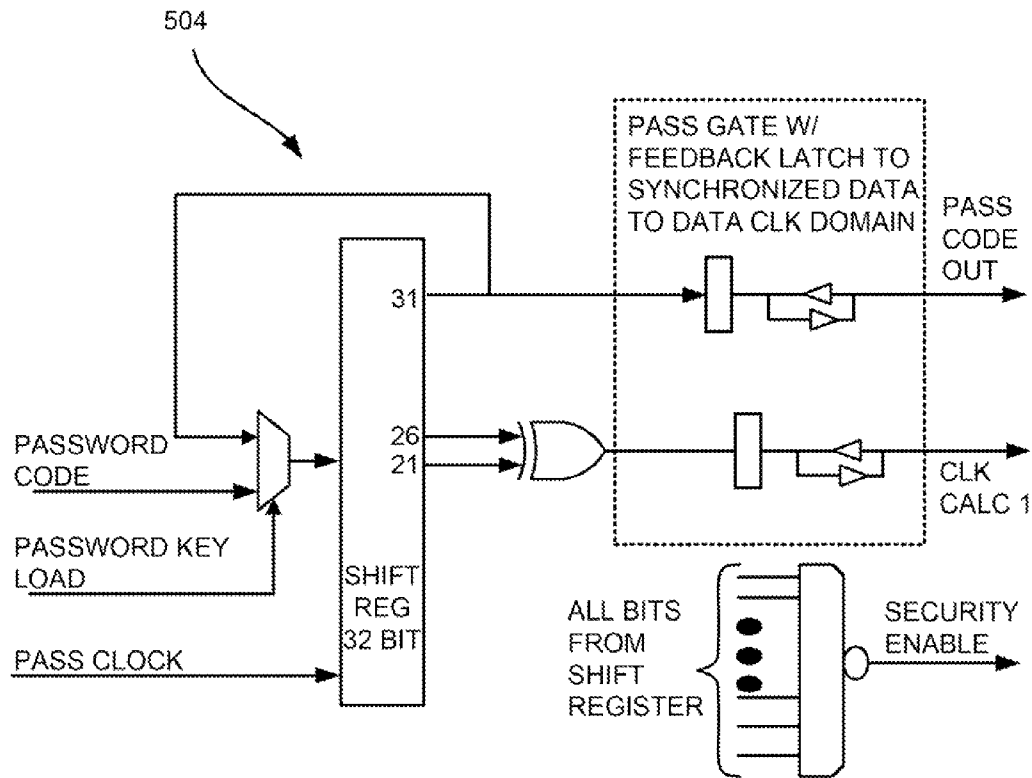 504
PASS GATE W/
FEEDBACK LATCH TO
SYNCHRONIZED DATA
TO DATA CLK DOMAIN
PASS
CODE
OUT
31
26
21
PASSWORD
CODE
CLK
CALC 1
PASSWORD KEY
LOAD
SHIFT
REG
32 BIT
PASS CLOCK
ALL BITS
FROM
SHIFT
REGISTER
SECURITY
ENABLE